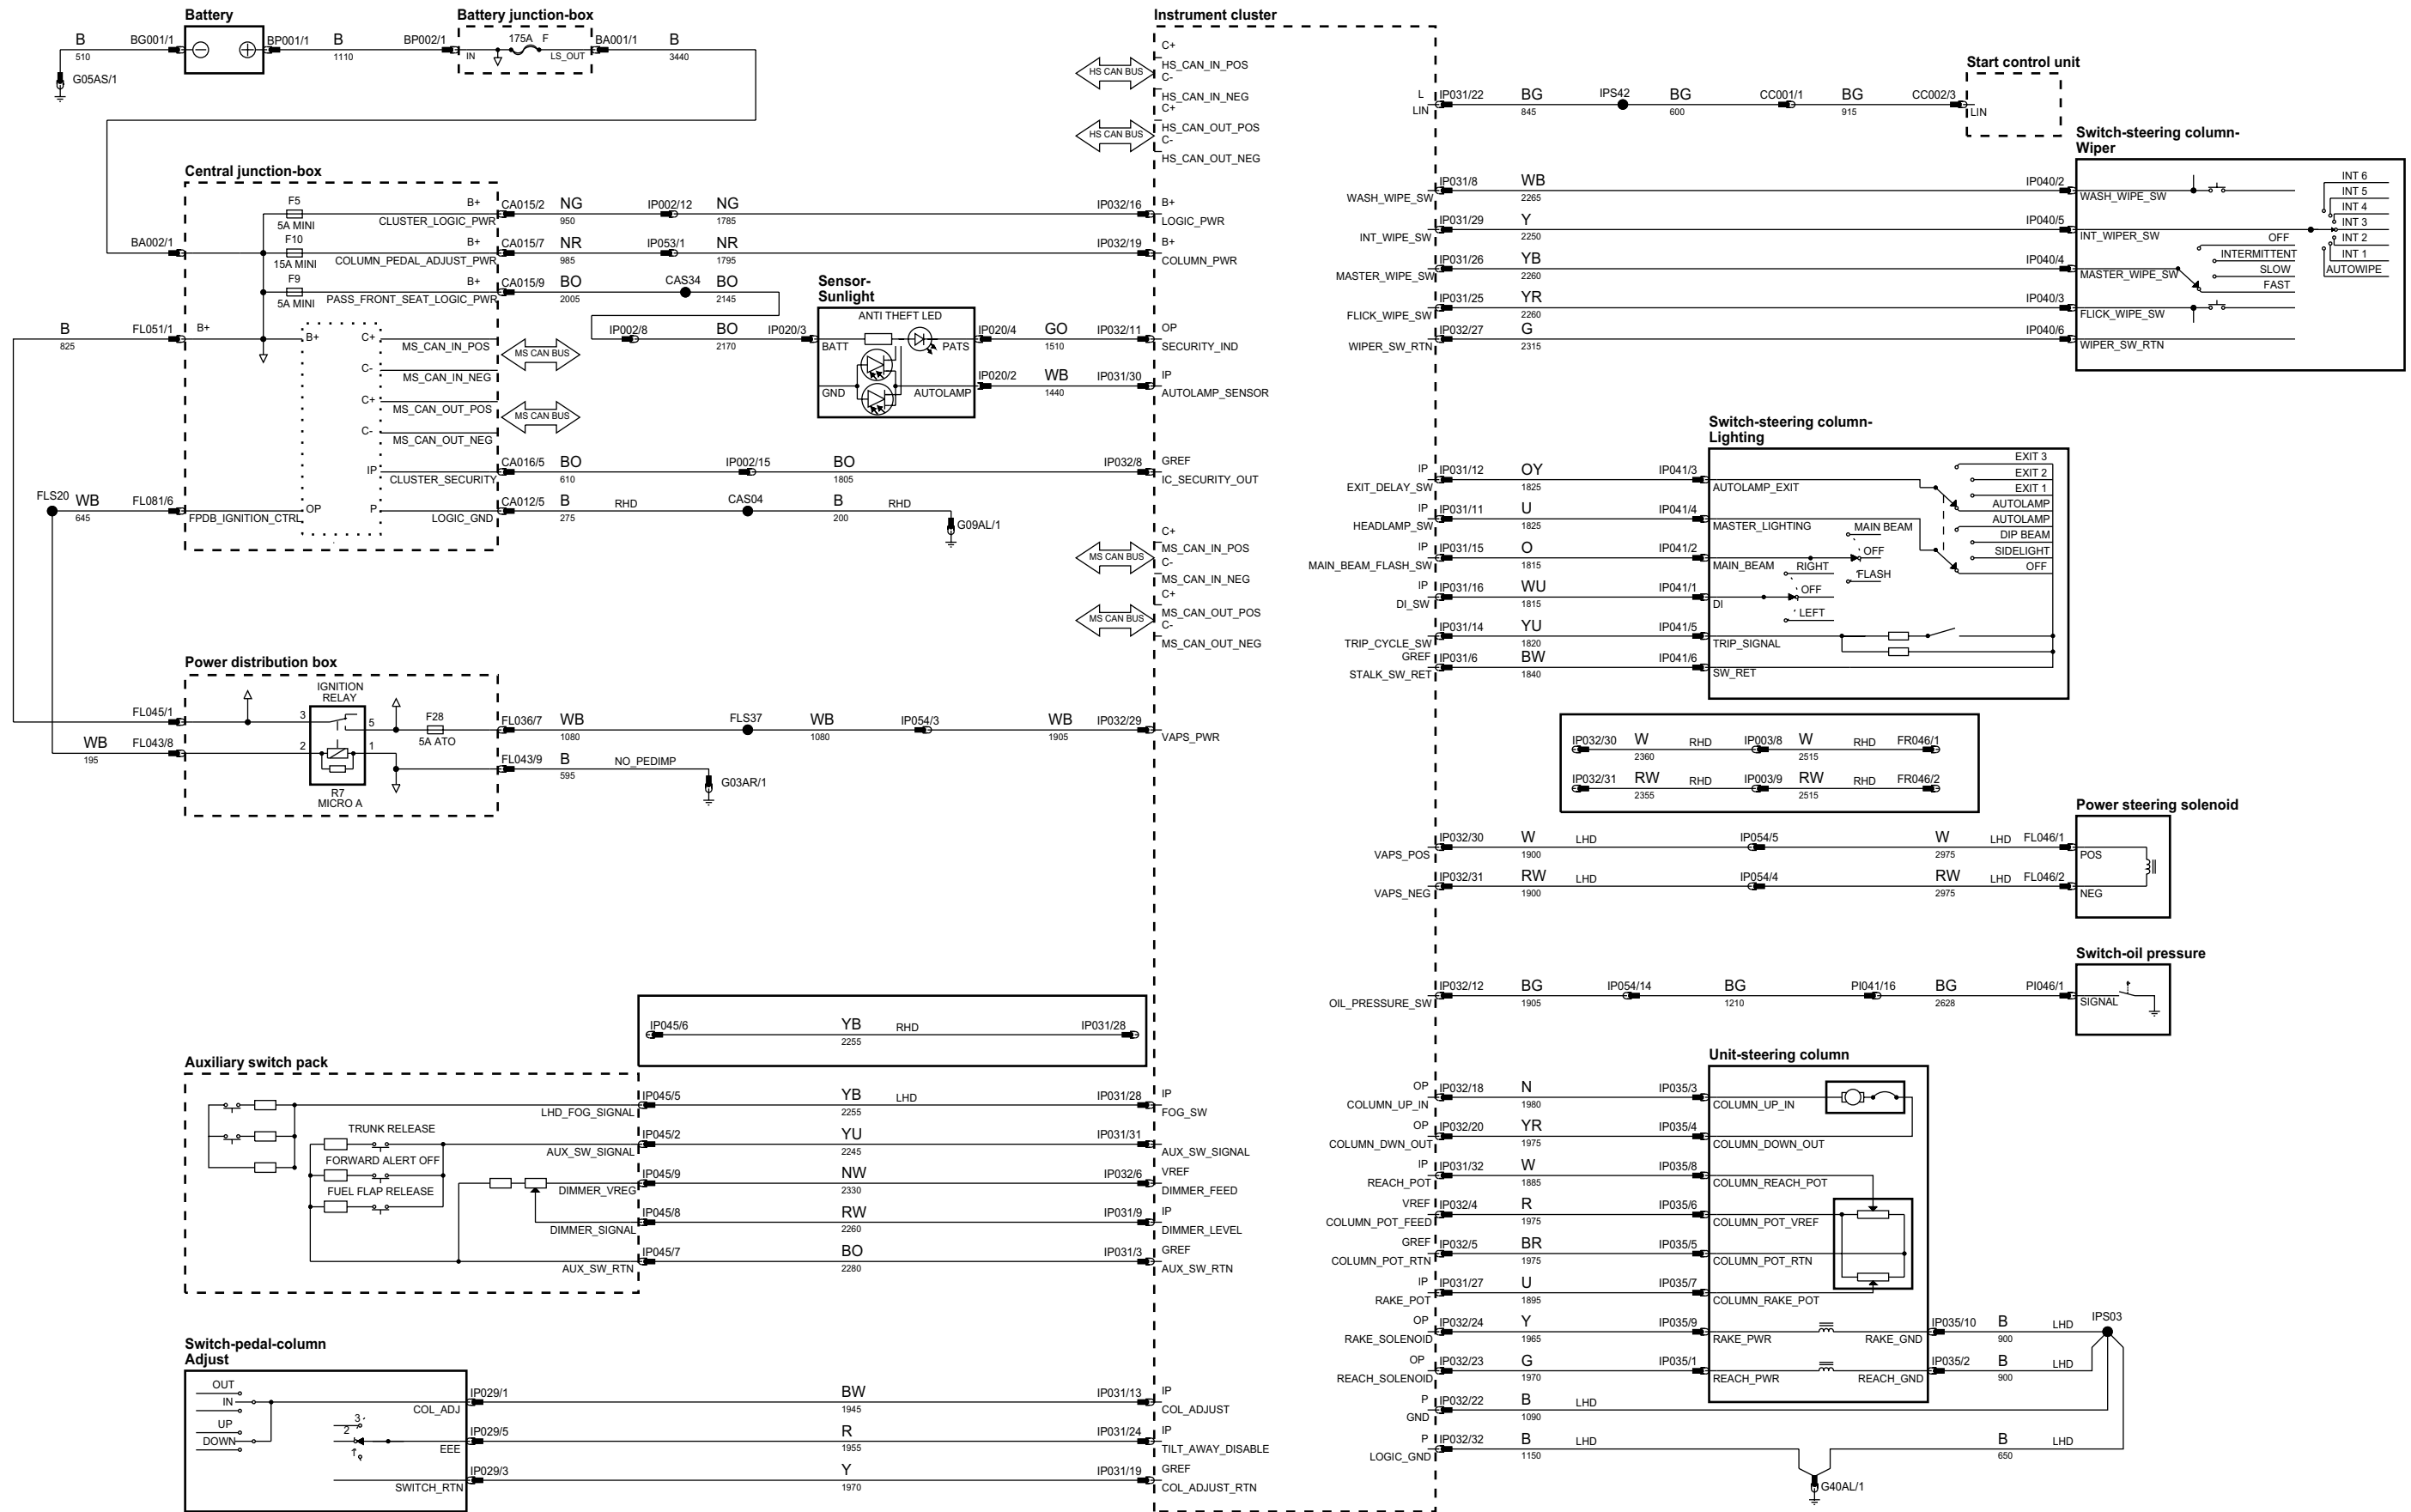 Battery
B
510
BG001/1
BP001/1
B
1110
BP002/1
G05AS/1
Battery junction-box
175A F
IN
LS_OUT
BA001/1
B
3440
Central junction-box
F5
5A MINI
B+
CLUSTER_LOGIC_PWR
CA015/2
NG
950
IP002/12
NG
1785
IP032/16
BA002/1
F10
15A MINI
B+
COLUMN_PEDAL_ADJUST_PWR
CA015/7
NR
985
IP053/1
NR
1795
IP032/19
F9
5A MINI
B+
PASS_FRONT_SEAT_LOGIC_PWR
CA015/9
BO
2005
CAS34
BO
2145
B
825
FL051/1
B+
B+
C+
MS_CAN_IN_POS
C-
MS_CAN_IN_NEG
MS CAN BUS
C+
MS_CAN_OUT_POS
C-
MS_CAN_OUT_NEG
MS CAN BUS
IP002/8
BO
2170
IP020/3
Sensor-
Sunlight
ANTI THEFT LED
BATT
PATS
GND
AUTOLAMP
IP020/4
GO
1510
IP032/11
IP020/2
WB
1440
IP031/30
IP
CLUSTER_SECURITY
CA016/5
BO
610
IP002/15
BO
1805
IP032/8
FLS20
WB
645
FL081/6
FPDB_IGNITION_CTRL
OP
P
LOGIC_GND
CA012/5
B
275
RHD
CAS04
B
200
RHD
G09AL/1
Power distribution box
IGNITION
RELAY
FL045/1
3
5
F28
5A ATO
FL036/7
WB
1080
FLS37
WB
1080
IP054/3
WB
1905
IP032/29
WB
195
FL043/8
2
1
R7
MICRO A
FL043/9
B
595
NO_PEDIMP
G03AR/1
IP045/6
YB
2255
RHD
IP031/28
Auxiliary switch pack
LHD_FOG_SIGNAL
IP045/5
YB
2255
LHD
IP031/28
TRUNK RELEASE
AUX_SW_SIGNAL
IP045/2
YU
2245
IP031/31
FORWARD ALERT OFF
FUEL FLAP RELEASE
DIMMER_VREG
IP045/9
NW
2330
IP032/6
DIMMER_SIGNAL
IP045/8
RW
2260
IP031/9
AUX_SW_RTN
IP045/7
BO
2280
IP031/3
Switch-pedal-column
Adjust
OUT
IN
UP
DOWN
3
2
1
COL_ADJ
IP029/1
BW
1945
IP031/13
EEE
IP029/5
R
1955
IP031/24
SWITCH_RTN
IP029/3
Y
1970
IP031/19
Instrument cluster
HS CAN BUS
C+
HS_CAN_IN_POS
C-
HS_CAN_IN_NEG
HS CAN BUS
C+
HS_CAN_OUT_POS
C-
HS_CAN_OUT_NEG
B+
LOGIC_PWR
B+
COLUMN_PWR
OP
SECURITY_IND
IP
AUTOLAMP_SENSOR
GREF
IC_SECURITY_OUT
MS CAN BUS
C+
MS_CAN_IN_POS
C-
MS_CAN_IN_NEG
MS CAN BUS
C+
MS_CAN_OUT_POS
C-
MS_CAN_OUT_NEG
VAPS_PWR
IP
FOG_SW
AUX_SW_SIGNAL
VREF
DIMMER_FEED
IP
DIMMER_LEVEL
GREF
AUX_SW_RTN
IP
COL_ADJUST
IP
TILT_AWAY_DISABLE
GREF
COL_ADJUST_RTN
L
LIN
IP031/22
BG
845
IPS42
BG
600
CC001/1
BG
915
CC002/3
Start control unit
LIN
WASH_WIPE_SW
IP031/8
WB
2265
IP040/2
INT_WIPE_SW
IP031/29
Y
2250
IP040/5
MASTER_WIPE_SW
IP031/26
YB
2260
IP040/4
FLICK_WIPE_SW
IP031/25
YR
2260
IP040/3
WIPER_SW_RTN
IP032/27
G
2315
IP040/6
Switch-steering column-
Wiper
WASH_WIPE_SW
INT_WIPER_SW
MASTER_WIPE_SW
FLICK_WIPE_SW
WIPER_SW_RTN
OFF
INTERMITTENT
SLOW
FAST
INT 6
INT 5
INT 4
INT 3
INT 2
INT 1
AUTOWIPE
IP
EXIT_DELAY_SW
IP031/12
OY
1825
IP041/3
IP
HEADLAMP_SW
IP031/11
U
1825
IP041/4
IP
MAIN_BEAM_FLASH_SW
IP031/15
O
1815
IP041/2
IP
DI_SW
IP031/16
WU
1815
IP041/1
TRIP_CYCLE_SW
IP031/14
YU
1820
IP041/5
GREF
STALK_SW_RET
IP031/6
BW
1840
IP041/6
Switch-steering column-
Lighting
AUTOLAMP_EXIT
MASTER_LIGHTING
MAIN_BEAM
DI
TRIP_SIGNAL
SW_RET
MAIN BEAM
OFF
FLASH
RIGHT
OFF
LEFT
EXIT 3
EXIT 2
EXIT 1
AUTOLAMP
AUTOLAMP
DIP BEAM
SIDELIGHT
OFF
IP032/30
W
2360
RHD
IP003/8
W
2515
RHD
FR046/1
IP032/31
RW
2355
RHD
IP003/9
RW
2515
RHD
FR046/2
VAPS_POS
IP032/30
W
1900
LHD
IP054/5
W
2975
LHD
FL046/1
VAPS_NEG
IP032/31
RW
1900
LHD
IP054/4
RW
2975
LHD
FL046/2
Power steering solenoid
POS
NEG
OIL_PRESSURE_SW
IP032/12
BG
1905
IP054/14
BG
1210
PI041/16
BG
2628
PI046/1
Switch-oil pressure
SIGNAL
Unit-steering column
OP
COLUMN_UP_IN
IP032/18
N
1980
IP035/3
COLUMN_UP_IN
OP
COLUMN_DWN_OUT
IP032/20
YR
1975
IP035/4
COLUMN_DOWN_OUT
IP
REACH_POT
IP031/32
W
1885
IP035/8
COLUMN_REACH_POT
VREF
COLUMN_POT_FEED
IP032/4
R
1975
IP035/6
COLUMN_POT_VREF
GREF
COLUMN_POT_RTN
IP032/5
BR
1975
IP035/5
COLUMN_POT_RTN
IP
RAKE_POT
IP031/27
U
1895
IP035/7
COLUMN_RAKE_POT
OP
RAKE_SOLENOID
IP032/24
Y
1965
IP035/9
RAKE_PWR
RAKE_GND
IP035/10
B
900
LHD
IPS03
OP
REACH_SOLENOID
IP032/23
G
1970
IP035/1
REACH_PWR
REACH_GND
IP035/2
B
900
LHD
P
GND
IP032/22
B
1090
LHD
P
LOGIC_GND
IP032/32
B
1150
LHD
B
650
LHD
G40AL/1